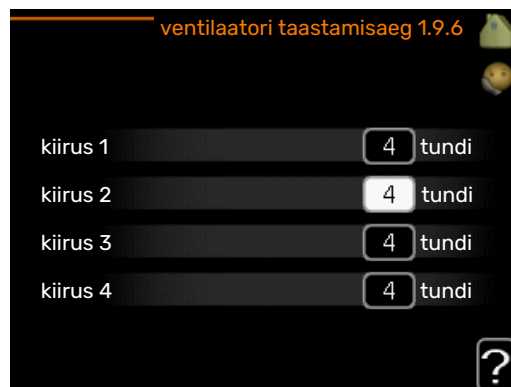 ventilaatori taastamisaeg 1.9.6
kiirus 1 4 tundi
kiirus 2 4 tundi
kiirus 3 4 tundi
kiirus 4 4 tundi
?